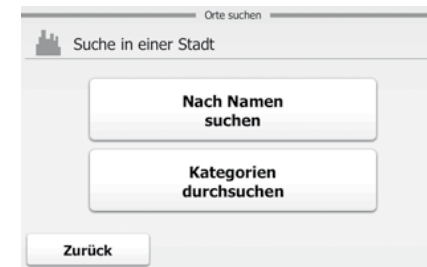 Orte suchen
Suche in einer Stadt
Nach Namen
suchen
Kategorien
durchsuchen
Zurück